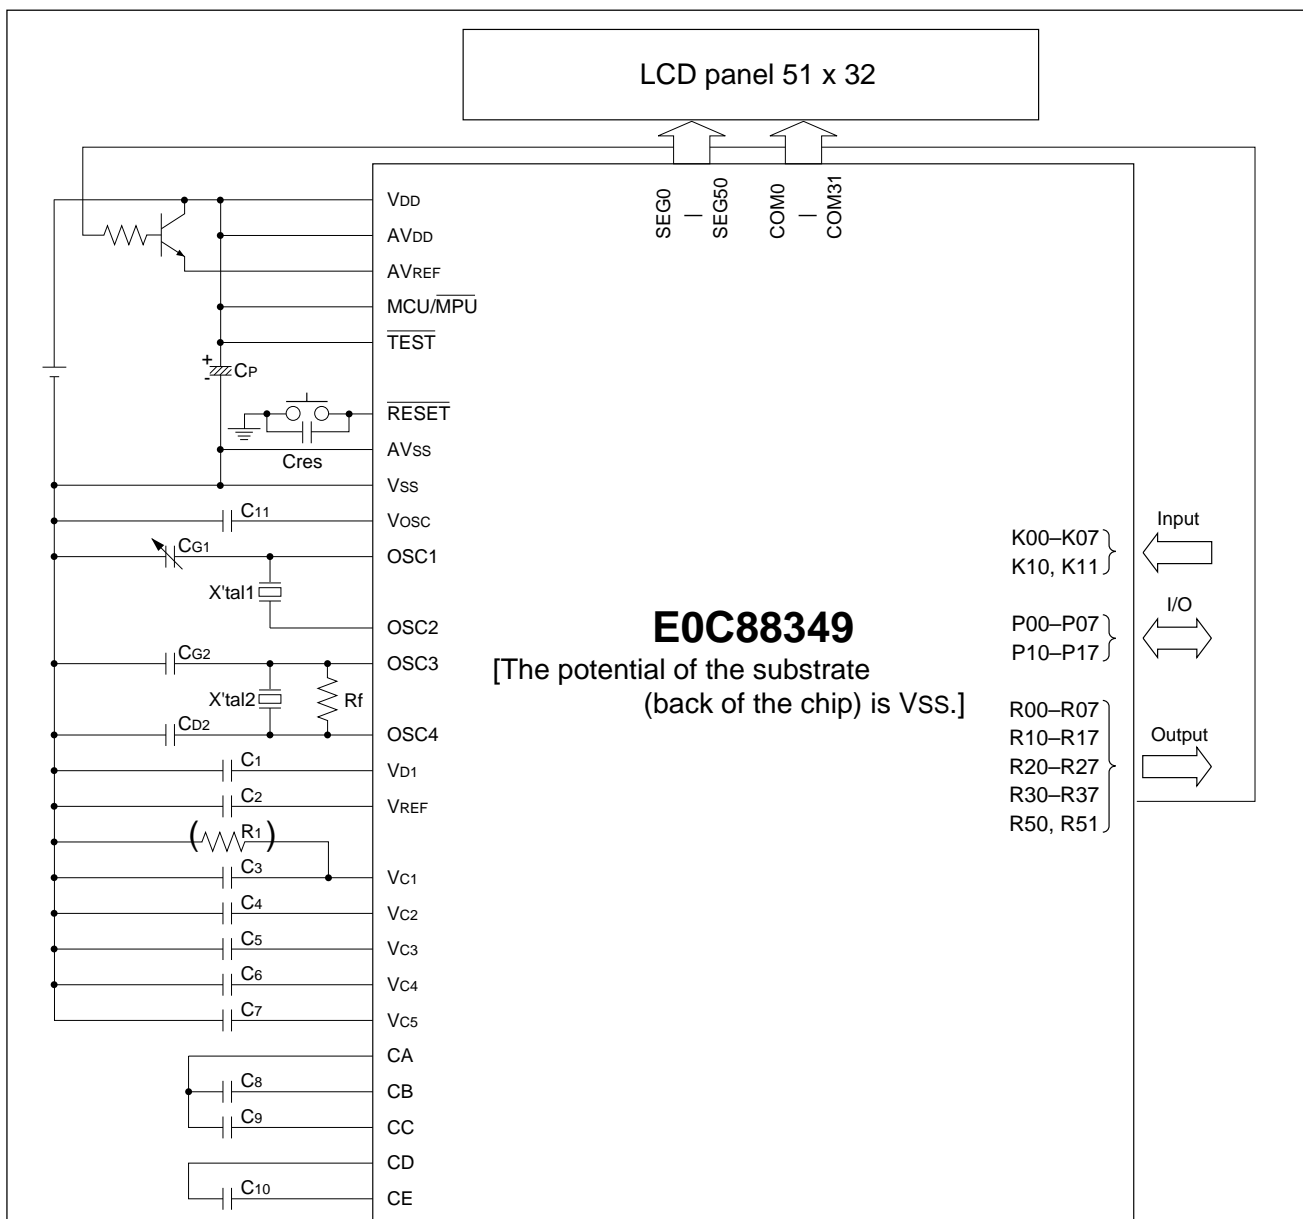 LCD panel 51 x 32
SEG0
—
SEG50
COM0
—
COM31
VDD
AVDD
AVREF
MCU/MPU
TEST
+
-
CP
RESET
Cres
AVSS
VSS
C11
VOSC
CG1
OSC1
X'tal1
OSC2
CG2
OSC3
X'tal2
Rf
CD2
OSC4
C1
VD1
C2
VREF
( R1 )
C3
VC1
C4
VC2
C5
VC3
C6
VC4
C7
VC5
CA
C8
CB
C9
CC
CD
C10
CE
E0C88349
[The potential of the substrate
(back of the chip) is VSS.]
Input
K00–K07
K10, K11
I/O
P00–P07
P10–P17
R00–R07
R10–R17
Output
R20–R27
R30–R37
R50, R51